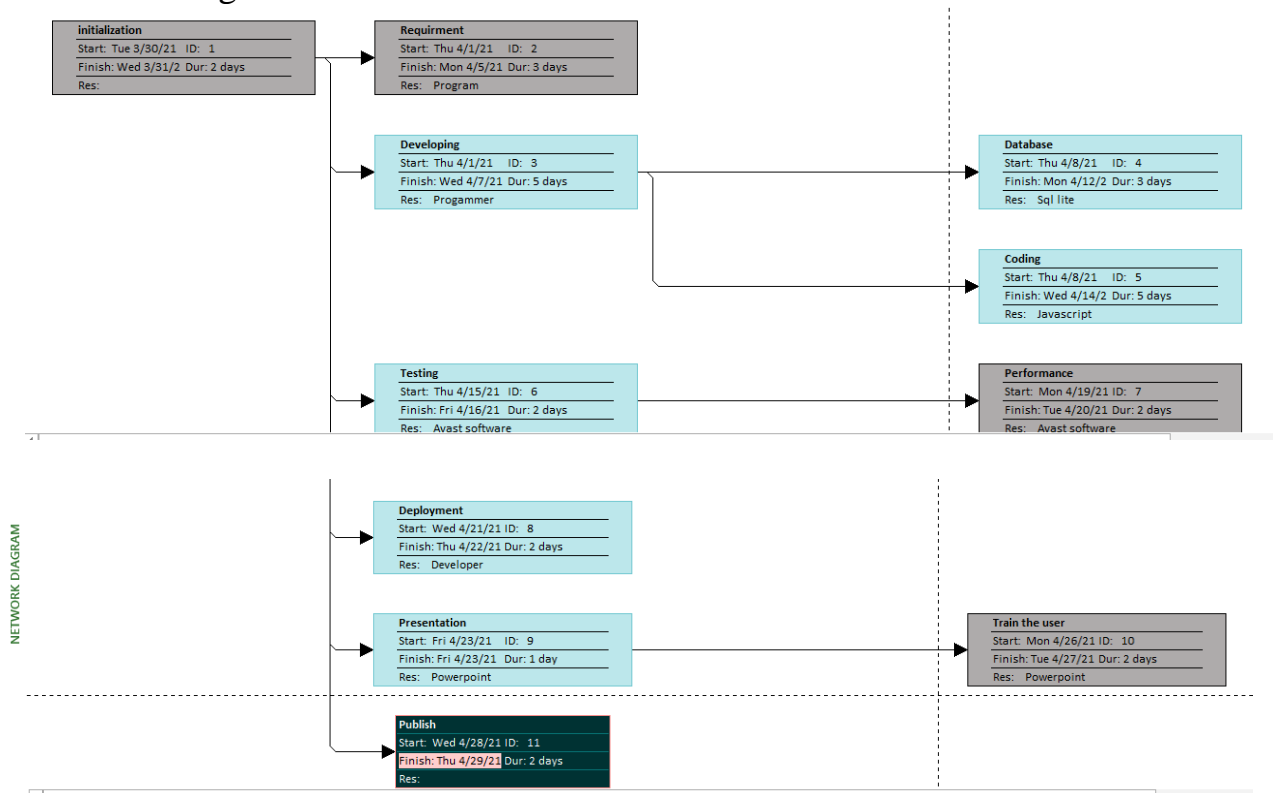 initialization
Start: Tue 3/30/21 ID: 1
Finish: Wed 3/31/2 Dur: 2 days
Res:
Requirment
Start: Thu 4/1/21 ID: 2
Finish: Mon 4/5/21 Dur: 3 days
Res: Program
Developing
Start: Thu 4/1/21 ID: 3
Finish: Wed 4/7/21 Dur: 5 days
Res: Progammer
Database
Start: Thu 4/8/21 ID: 4
Finish: Mon 4/12/2 Dur: 3 days
Res: Sql lite
Coding
Start: Thu 4/8/21 ID: 5
Finish: Wed 4/14/2 Dur: 5 days
Res: Javascript
Testing
Start: Thu 4/15/21 ID: 6
Finish: Fri 4/16/21 Dur: 2 days
Res: Avast software
Performance
Start: Mon 4/19/21 ID: 7
Finish: Tue 4/20/21 Dur: 2 days
Res: Avast software
NETWORK DIAGRAM
Deployment
Start: Wed 4/21/21 ID: 8
Finish: Thu 4/22/21 Dur: 2 days
Res: Developer
Presentation
Start: Fri 4/23/21 ID: 9
Finish: Fri 4/23/21 Dur: 1 day
Res: Powerpoint
Train the user
Start: Mon 4/26/21 ID: 10
Finish: Tue 4/27/21 Dur: 2 days
Res: Powerpoint
Publish
Start: Wed 4/28/21 ID: 11
Finish: Thu 4/29/21 Dur: 2 days
Res: